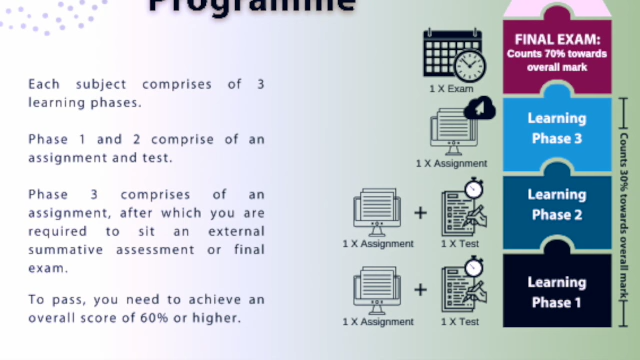 Programme
Each subject comprises of 3
learning phases.
Phase 1 and 2 comprise of an
assignment and test.
Phase 3 comprises of an
assignment, after which you are
required to sit an external
summative assessment or final
exam.
To pass, you need to achieve an
overall score of 60% or higher.
FINAL EXAM:
Counts 70% towards
overall mark
1 X Exam
Learning
Phase 3
1 X Assignment
Learning
Phase 2
1 X Assignment
+
1 X Test
Learning
Phase 1
1 X Assignment
+
1 X Test
Counts 30% towards overall mark